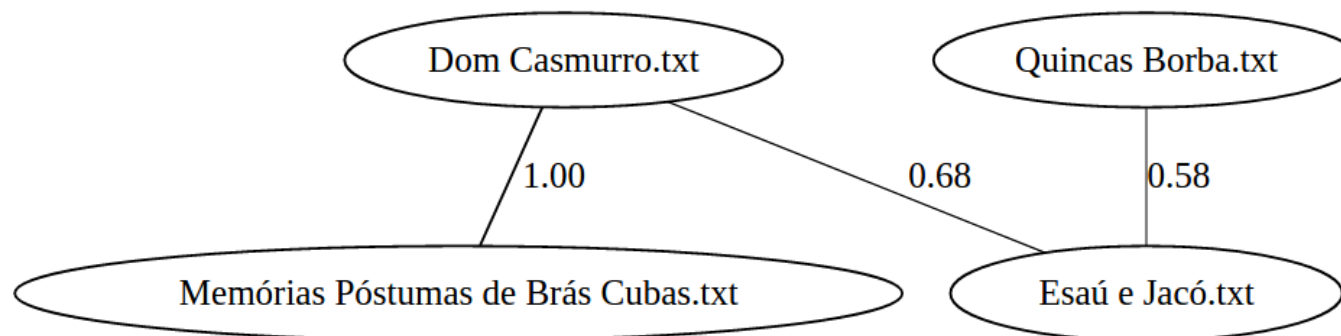 Dom Casmurro.txt
Quincas Borba.txt
1.00
0.68
0.58
Memórias Póstumas de Brás Cubas.txt
Esaú e Jacó.txt